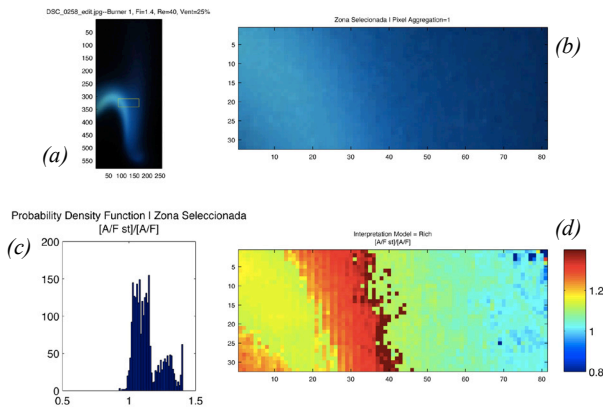 DSC_0258_edit.jpg--Burner 1, Fi=1.4, Re=40, Vent=25%
0
50
100
150
200
250
300
350
400
450
500
550
50 100 150 200 250
(a)
Zona Selecionada | Pixel Aggregation=1
5
10
15
20
25
30
10 20 30 40 50 60 70 80
(b)
Probability Density Function | Zona Seleccionada
[A/F st]/[A/F]
(c)
200
150
100
50
0
0.5 1 1.5
Interpretation Model = Rich
[A/F st]/[A/F]
(d)
5
10
15
20
25
30
10 20 30 40 50 60 70 80
1.2
1
0.8